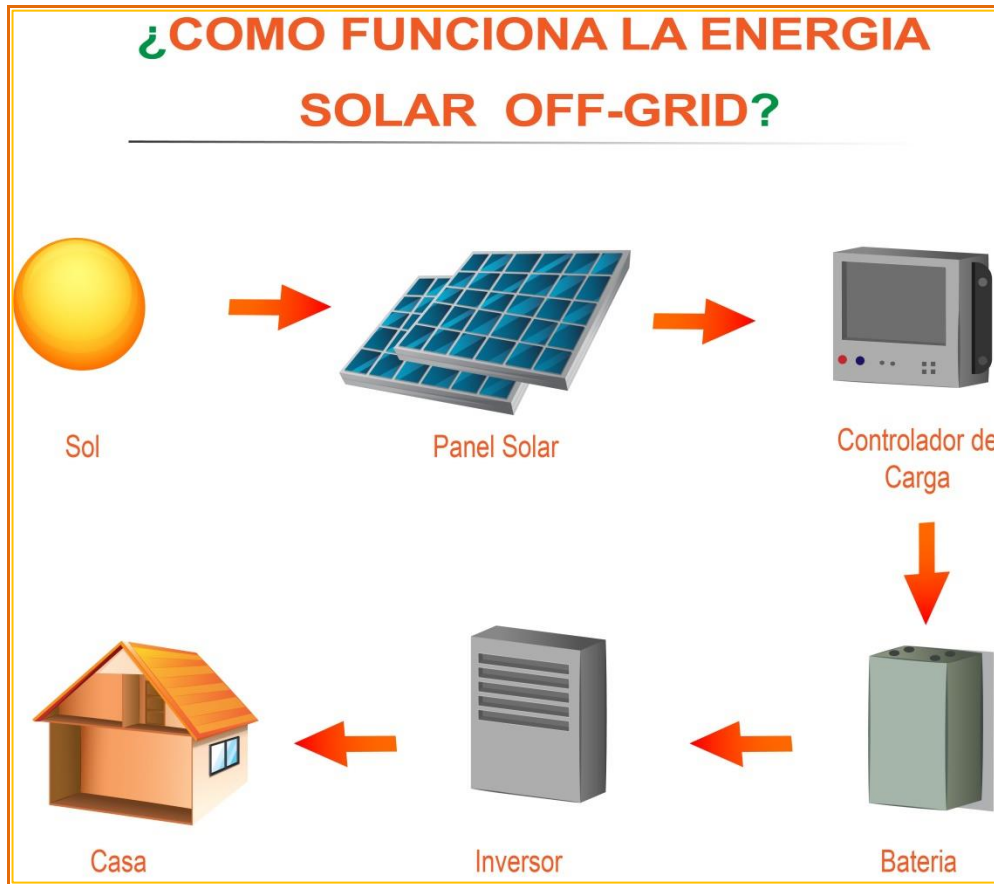 ¿COMO FUNCIONA LA ENERGIA
SOLAR OFF-GRID?
Sol
Panel Solar
Controlador de
Carga
Casa
Inversor
Bateria